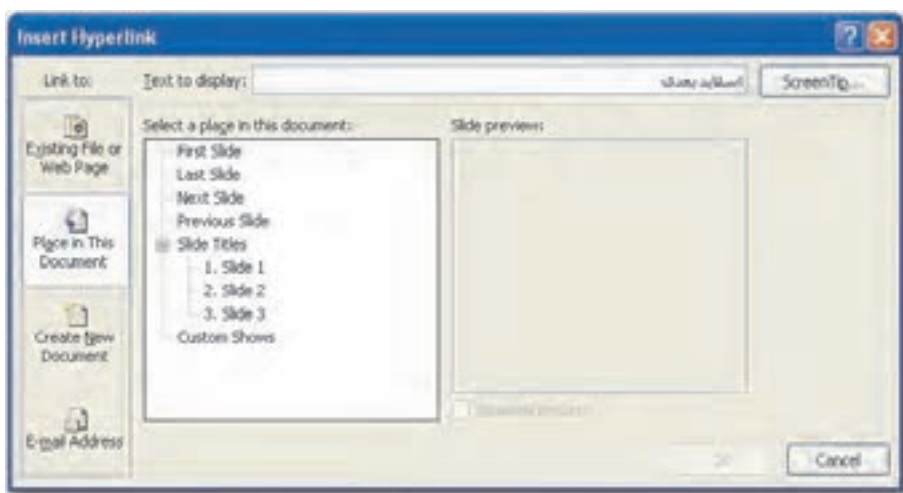 Insert Hyperlink
Link to:
Text to display:
اسلاید بعدی
ScreenTip...
Existing File or
Web Page
Place in This
Document
Create New
Document
E-mail Address
Select a place in this document:
First Slide
Last Slide
Next Slide
Previous Slide
Slide Titles
1. Slide 1
2. Slide 2
3. Slide 3
Custom Shows
Slide preview:
Cancel